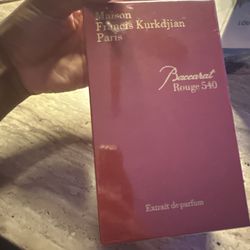 Maison
Francis Kurkdjian
Paris
Baccarat
Rouge 540
Extrait de parfum